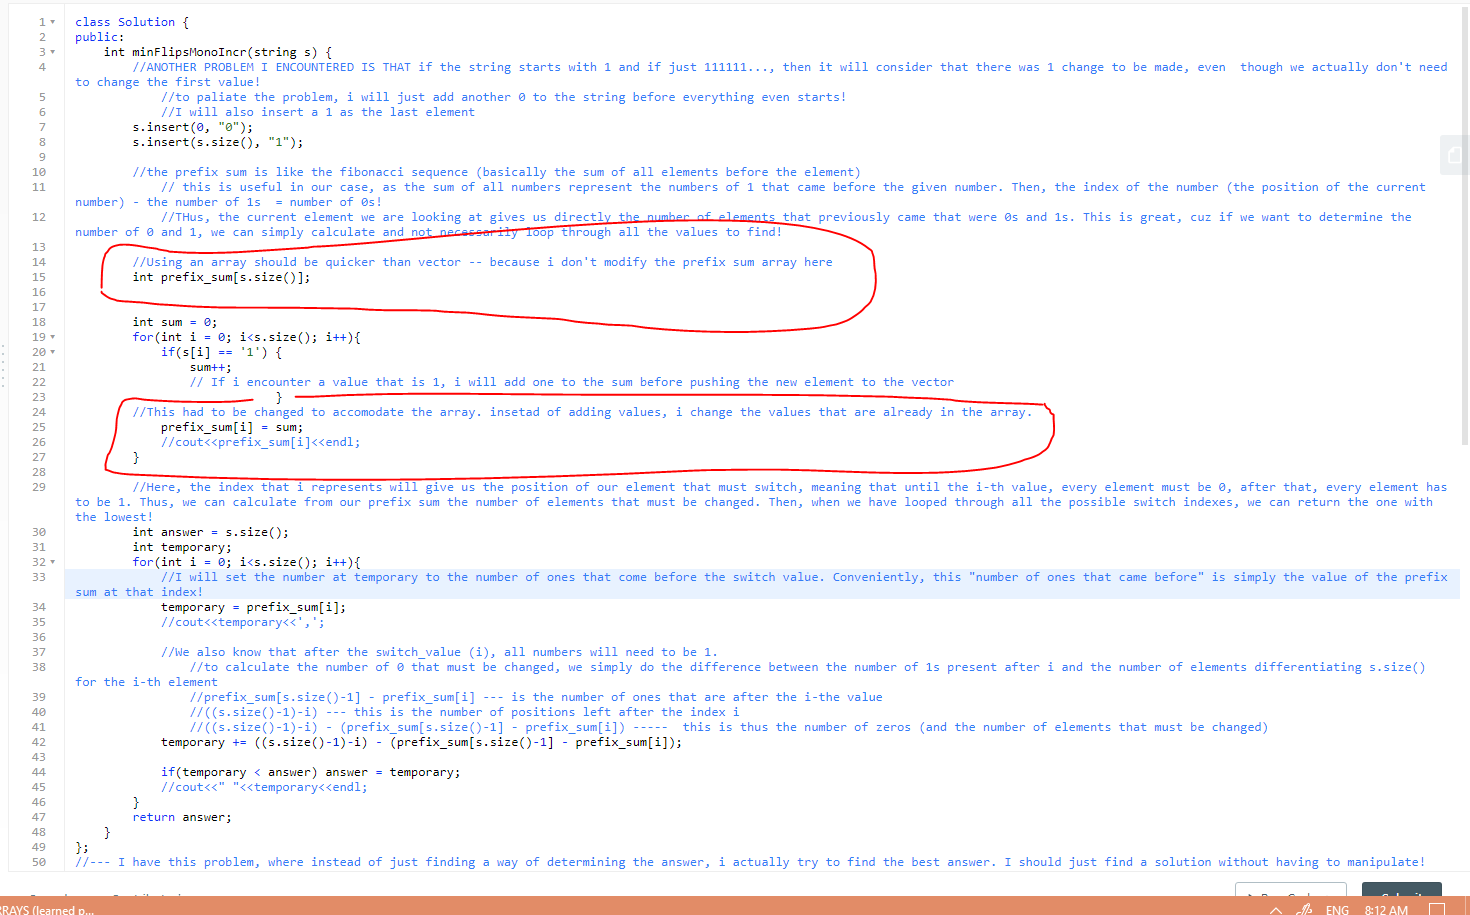 1 class Solution {
2 public:
3 int minFlipsMonoIncr(string s) {
4 //ANOTHER PROBLEM I ENCOUNTERED IS THAT if the string starts with 1 and if just 111111..., then it will consider that there was 1 change to be made, even  though we actually don't need
to change the first value!
5 //to paliate the problem, i will just add another 0 to the string before everything even starts!
6 //I will also insert a 1 as the last element
7 s.insert(0, "0");
8 s.insert(s.size(), "1");
9
10 //the prefix sum is like the fibonacci sequence (basically the sum of all elements before the element)
11 // this is useful in our case, as the sum of all numbers represent the numbers of 1 that came before the given number. Then, the index of the number (the position of the current
number) - the number of 1s  = number of 0s!
12 //THus, the current element we are looking at gives us directly the number of elements that previously came that were 0s and 1s. This is great, cuz if we want to determine the
number of 0 and 1, we can simply calculate and not necessarily loop through all the values to find!
13
14 //Using an array should be quicker than vector -- because i don't modify the prefix sum array here
15 int prefix_sum[s.size()];
16
17
18 int sum = 0;
19 for(int i = 0; i<s.size(); i++){
20 if(s[i] == '1') {
21 sum++;
22 // If i encounter a value that is 1, i will add one to the sum before pushing the new element to the vector
23 }
24 //This had to be changed to accomodate the array. insetad of adding values, i change the values that are already in the array.
25 prefix_sum[i] = sum;
26 //cout<<prefix_sum[i]<<endl;
27 }
28
29 //Here, the index that i represents will give us the position of our element that must switch, meaning that until the i-th value, every element must be 0, after that, every element has
to be 1. Thus, we can calculate from our prefix sum the number of elements that must be changed. Then, when we have looped through all the possible switch indexes, we can return the one with
the lowest!
30 int answer = s.size();
31 int temporary;
32 for(int i = 0; i<s.size(); i++){
33 //I will set the number at temporary to the number of ones that come before the switch value. Conveniently, this "number of ones that came before" is simply the value of the prefix
sum at that index!
34 temporary = prefix_sum[i];
35 //cout<<temporary<<',';
36
37 //We also know that after the switch_value (i), all numbers will need to be 1.
38 //to calculate the number of 0 that must be changed, we simply do the difference between the number of 1s present after i and the number of elements differentiating s.size()
for the i-th element
39 //prefix_sum[s.size()-1] - prefix_sum[i] --- is the number of ones that are after the i-the value
40 //((s.size()-1)-i) --- this is the number of positions left after the index i
41 //((s.size()-1)-i) - (prefix_sum[s.size()-1] - prefix_sum[i]) -----  this is thus the number of zeros (and the number of elements that must be changed)
42 temporary += ((s.size()-1)-i) - (prefix_sum[s.size()-1] - prefix_sum[i]);
43
44 if(temporary < answer) answer = temporary;
45 //cout<<" "<<temporary<<endl;
46 }
47 return answer;
48 }
49 };
50 //--- I have this problem, where instead of just finding a way of determining the answer, i actually try to find the best answer. I should just find a solution without having to manipulate!
RRAYS (learned p... ENG 8:12 AM